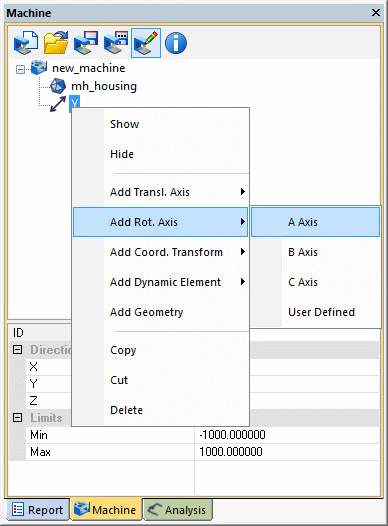 Machine
new_machine
mh_housing
Y
Show
Hide
Add Transl. Axis
Add Rot. Axis
A Axis
Add Coord. Transform
B Axis
Add Dynamic Element
C Axis
Add Geometry
User Defined
ID
Directio
Copy
X
Y
Cut
Z
Limits
Delete
Min -1000.000000
Max 1000.000000
Report Machine Analysis